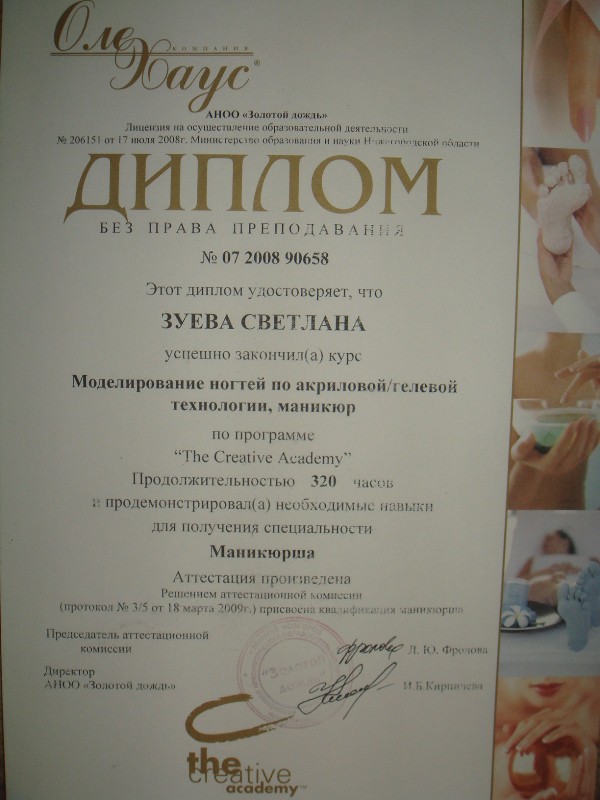 Оле
КОМПАНИЯ
Хаус®
АНОО «Золотой дождь»
Лицензия на осуществление образовательной деятельности
№ 206151 от 17 июля 2008г. Министерство образования и науки Нижегородской области
ДИПЛОМ
БЕЗ ПРАВА ПРЕПОДАВАНИЯ
№ 07 2008 90658
Этот диплом удостоверяет, что
ЗУЕВА СВЕТЛАНА
успешно закончил(а) курс
Моделирование ногтей по акриловой/гелевой
технологии, маникюр
по программе
“The Creative Academy”
Продолжительностью 320 часов
и продемонстрировал(а) необходимые навыки
для получения специальности
Маникюрша
Аттестация произведена
Решением аттестационной комиссии
(протокол № 3/5 от 18 марта 2009г.) присвоена квалификация маникюрша
Председатель аттестационной
комиссии
Л. Ю. Фролова
Директор
АНОО «Золотой дождь»
И.Б.Кирпичева
"ЗОЛОТОЙ
ДОЖДЬ"
the
creative
academy™